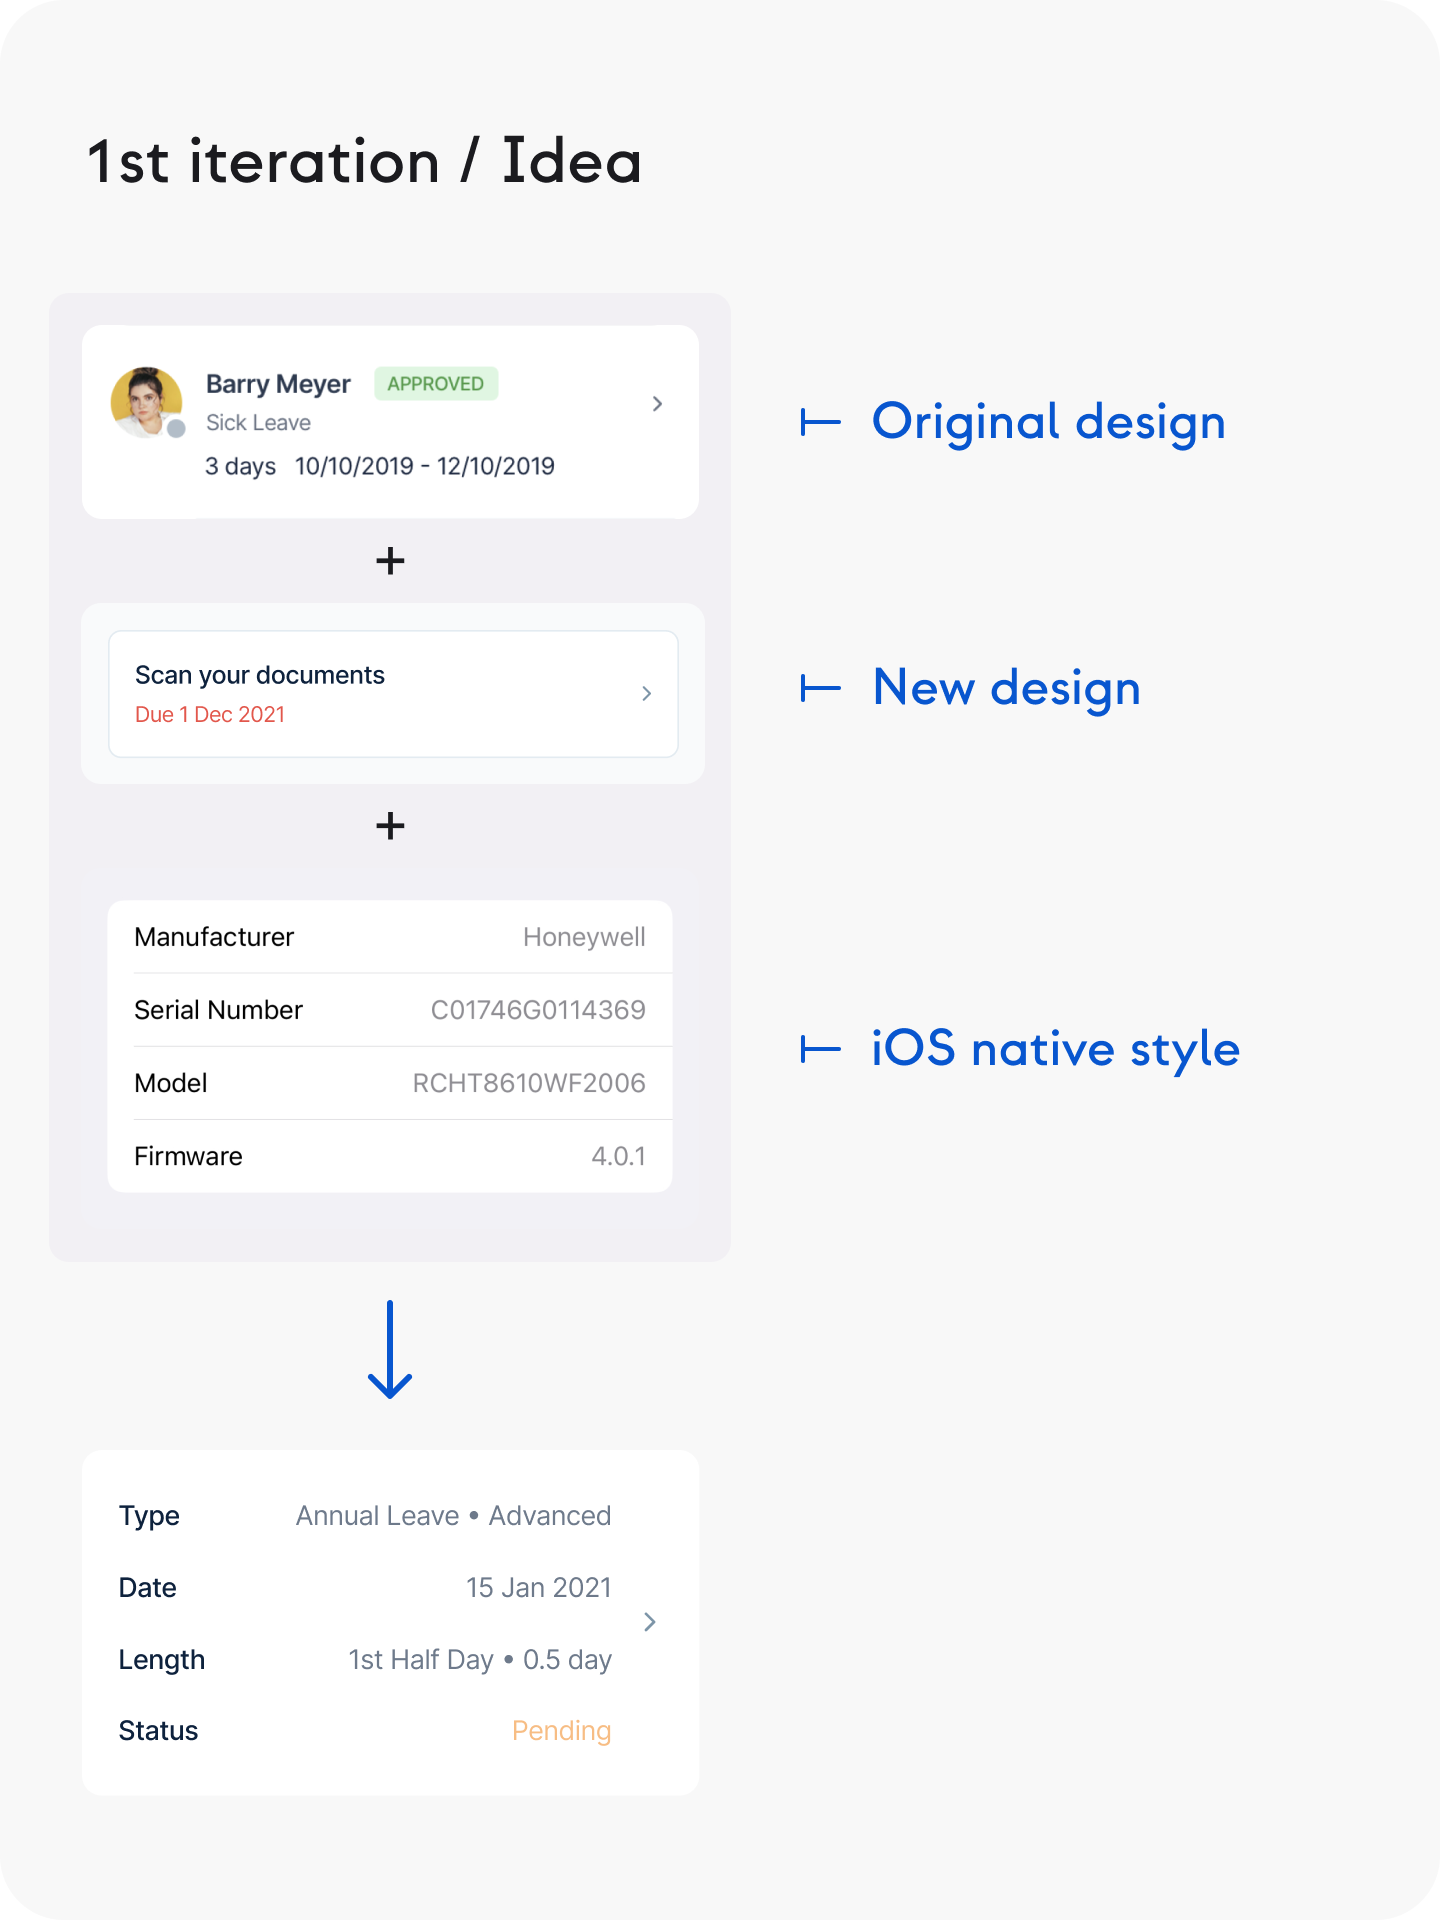 1st iteration / Idea
Barry Meyer APPROVED
Sick Leave
3 days 10/10/2019 - 12/10/2019
Original design
+
Scan your documents
Due 1 Dec 2021
New design
+
Manufacturer Honeywell
Serial Number C01746G0114369
Model RCHT8610WF2006
Firmware 4.0.1
iOS native style
Type Annual Leave • Advanced
Date 15 Jan 2021
Length 1st Half Day • 0.5 day
Status Pending